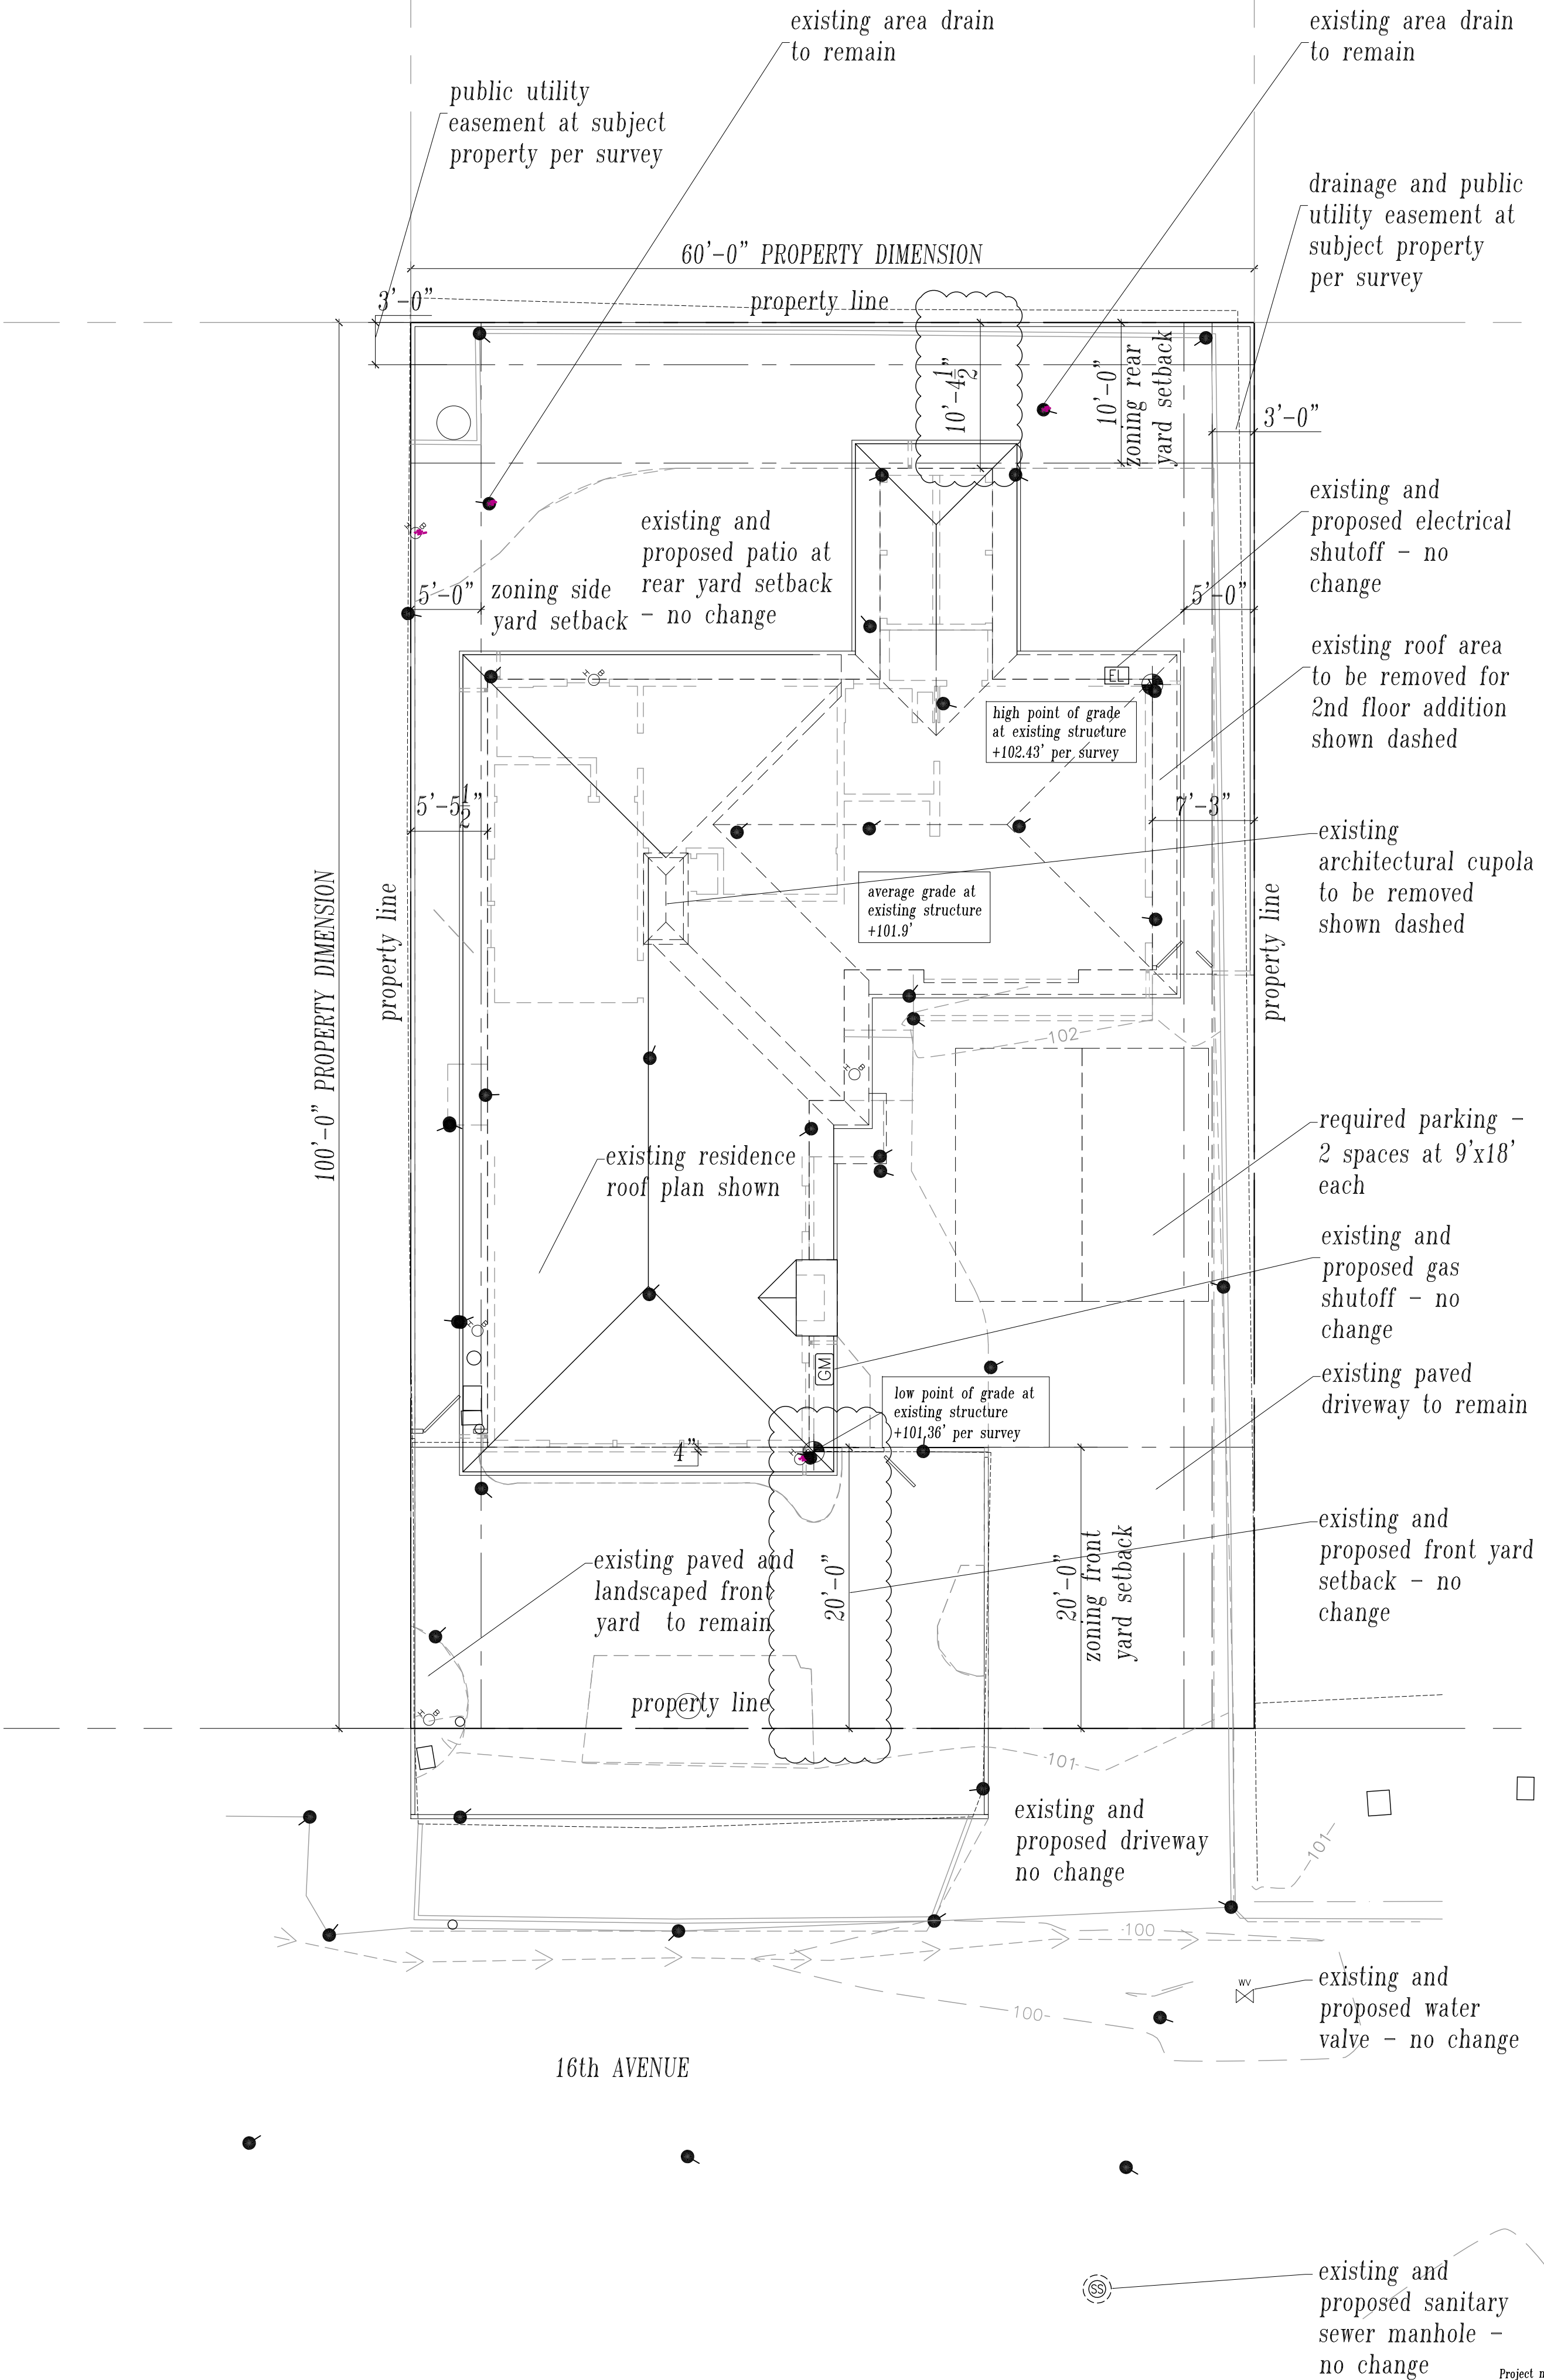 existing area drain
to remain
existing area drain
to remain
public utility
easement at subject
property per survey
drainage and public
utility easement at
subject property
per survey
60'-0" PROPERTY DIMENSION
3'-0"
property line
10'-4 1/2"
10'-0"
zoning rear
yard setback
3'-0"
existing and
proposed electrical
shutoff - no
change
HB
existing and
proposed patio at
rear yard setback
- no change
5'-0"
zoning side
yard setback
5'-0"
existing roof area
to be removed for
2nd floor addition
shown dashed
HB
EL
high point of grade
at existing structure
+102.43' per survey
5'-5 1/2"
7'-3"
existing
architectural cupola
to be removed
shown dashed
average grade at
existing structure
+101.9'
100'-0" PROPERTY DIMENSION
property line
property line
102
HB
required parking -
2 spaces at 9'x18'
each
existing residence
roof plan shown
existing and
proposed gas
shutoff - no
change
HB
GM
existing paved
driveway to remain
low point of grade at
existing structure
+101.36' per survey
4"
existing and
proposed front yard
setback - no
change
existing paved and
landscaped front
yard to remain
20'-0"
20'-0"
zoning front
yard setback
property line
HB
101
existing and
proposed driveway
no change
101
100
100
WV
existing and
proposed water
valve - no change
16th AVENUE
SS
existing and
proposed sanitary
sewer manhole -
no change
Project